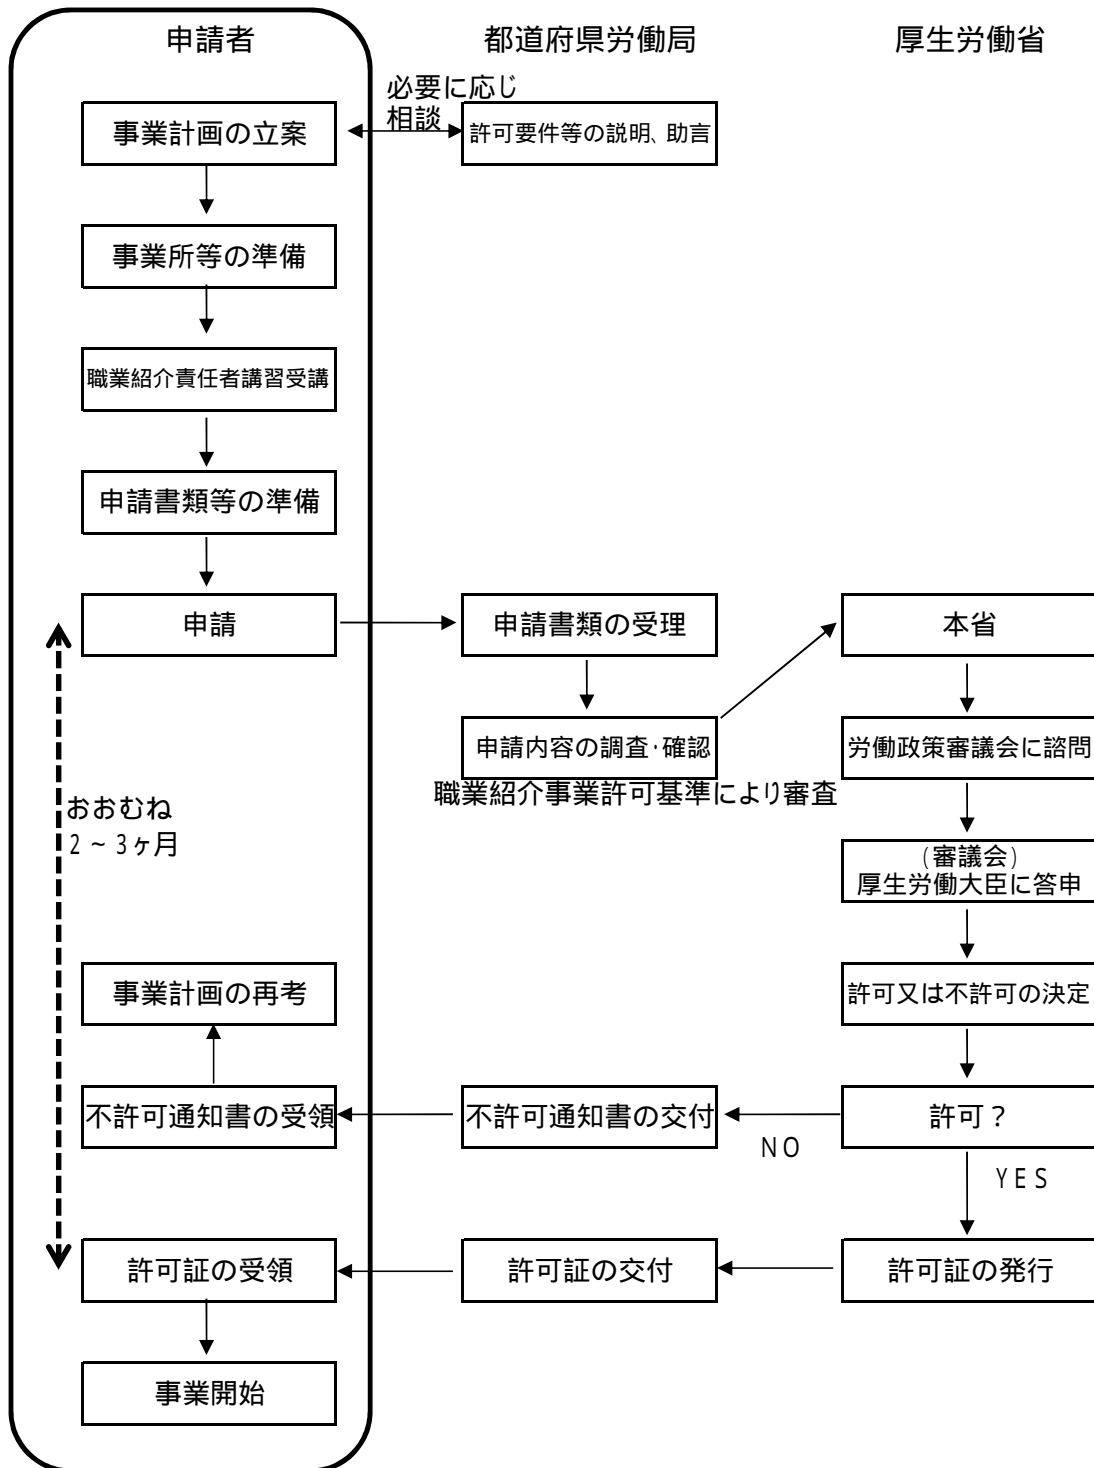 申請者
都道府県労働局
厚生労働省
必要に応じ
相談
事業計画の立案
許可要件等の説明、助言
事業所等の準備
職業紹介責任者講習受講
申請書類等の準備
申請
申請書類の受理
本省
申請内容の調査・確認
労働政策審議会に諮問
職業紹介事業許可基準により審査
おおむね
2~3ヶ月
(審議会)
厚生労働大臣に答申
事業計画の再考
許可又は不許可の決定
不許可通知書の受領
不許可通知書の交付
許可?
NO
YES
許可証の受領
許可証の交付
許可証の発行
事業開始